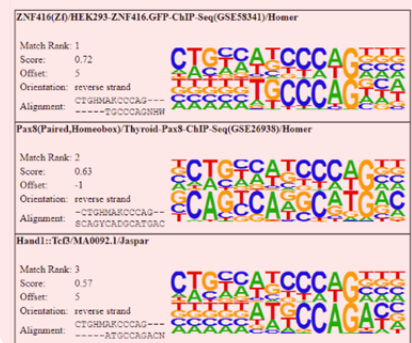 ZNF416(Zf)/HEK293-ZNF416.GFP-ChIP-Seq(GSE58341)/Homer
Match Rank: 1
Score: 0.72
Offset: 5
Orientation: reverse strand
Alignment: CTGHMAKCCCAG---
-----TGCCCAGNHW
Pax8(Paired,Homeobox)/Thyroid-Pax8-ChIP-Seq(GSE26938)/Homer
Match Rank: 2
Score: 0.63
Offset: -1
Orientation: reverse strand
Alignment: -CTGHMAKCCCAG--
SCAGYCADGCATGAC
Hand1::Tcf3/MA0092.1/Jaspar
Match Rank: 3
Score: 0.57
Offset: 5
Orientation: reverse strand
Alignment: CTGHMAKCCCAG---
-----ATGCCAGACN